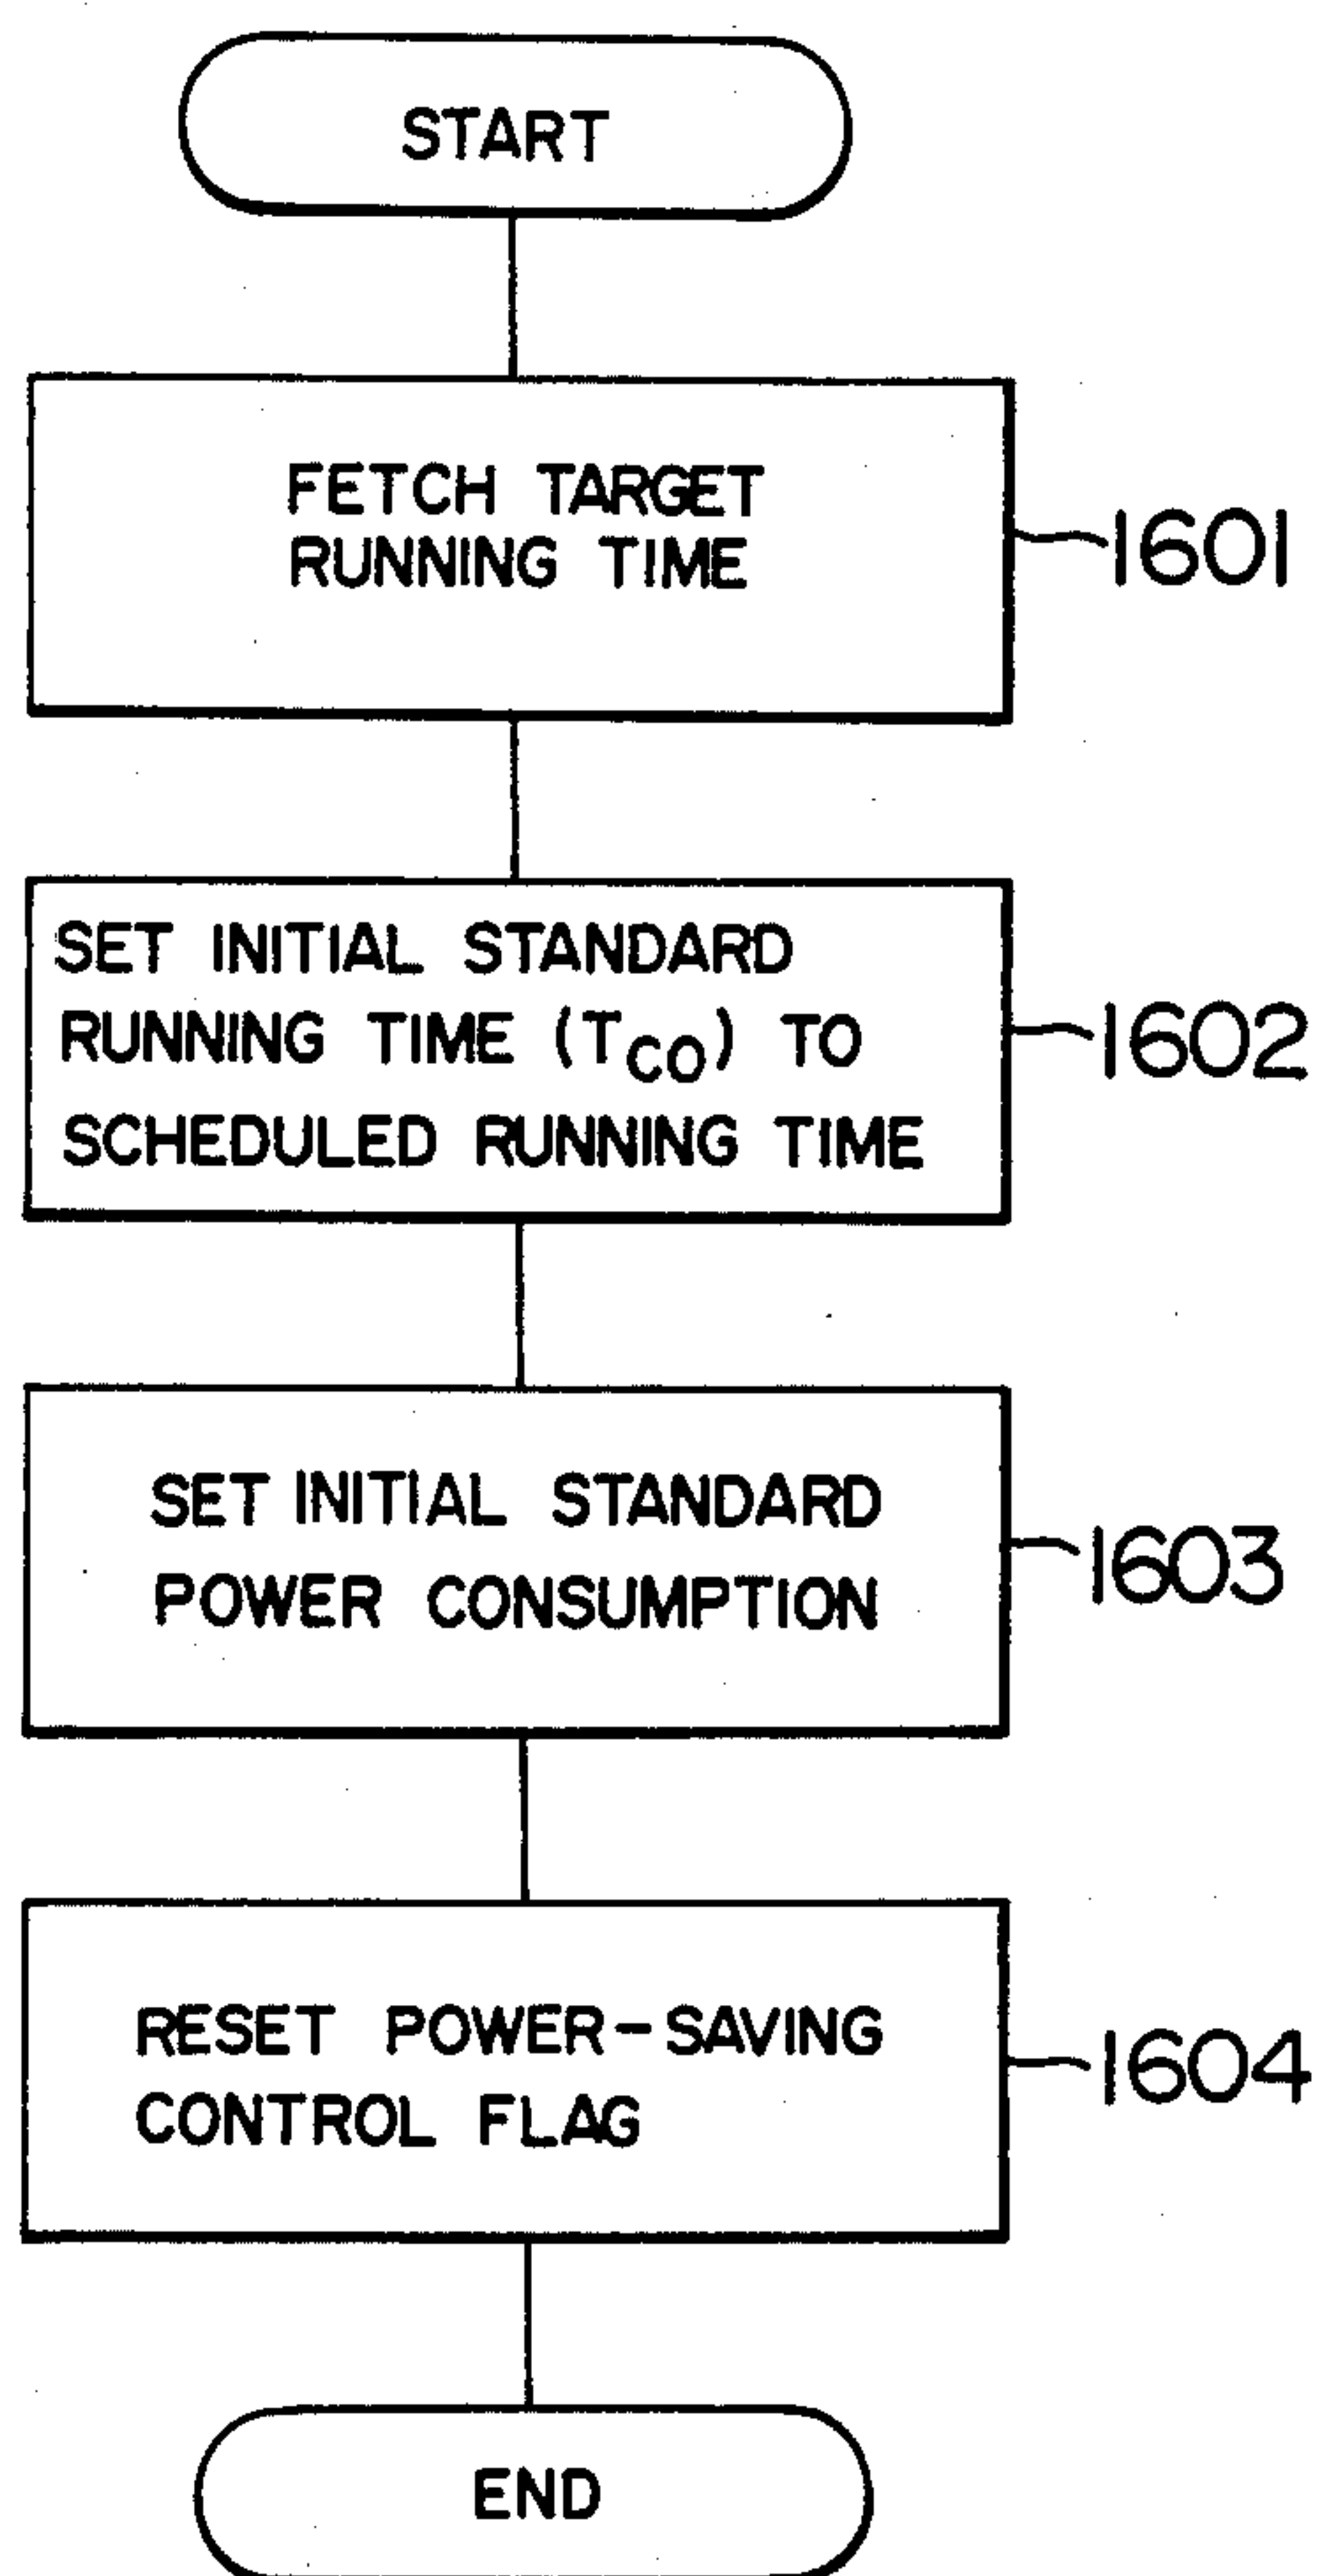 START
FETCH TARGET
RUNNING TIME
1601
SET INITIAL STANDARD
RUNNING TIME (TCO) TO
SCHEDULED RUNNING TIME
1602
SET INITIAL STANDARD
POWER CONSUMPTION
1603
RESET POWER-SAVING
CONTROL FLAG
1604
END